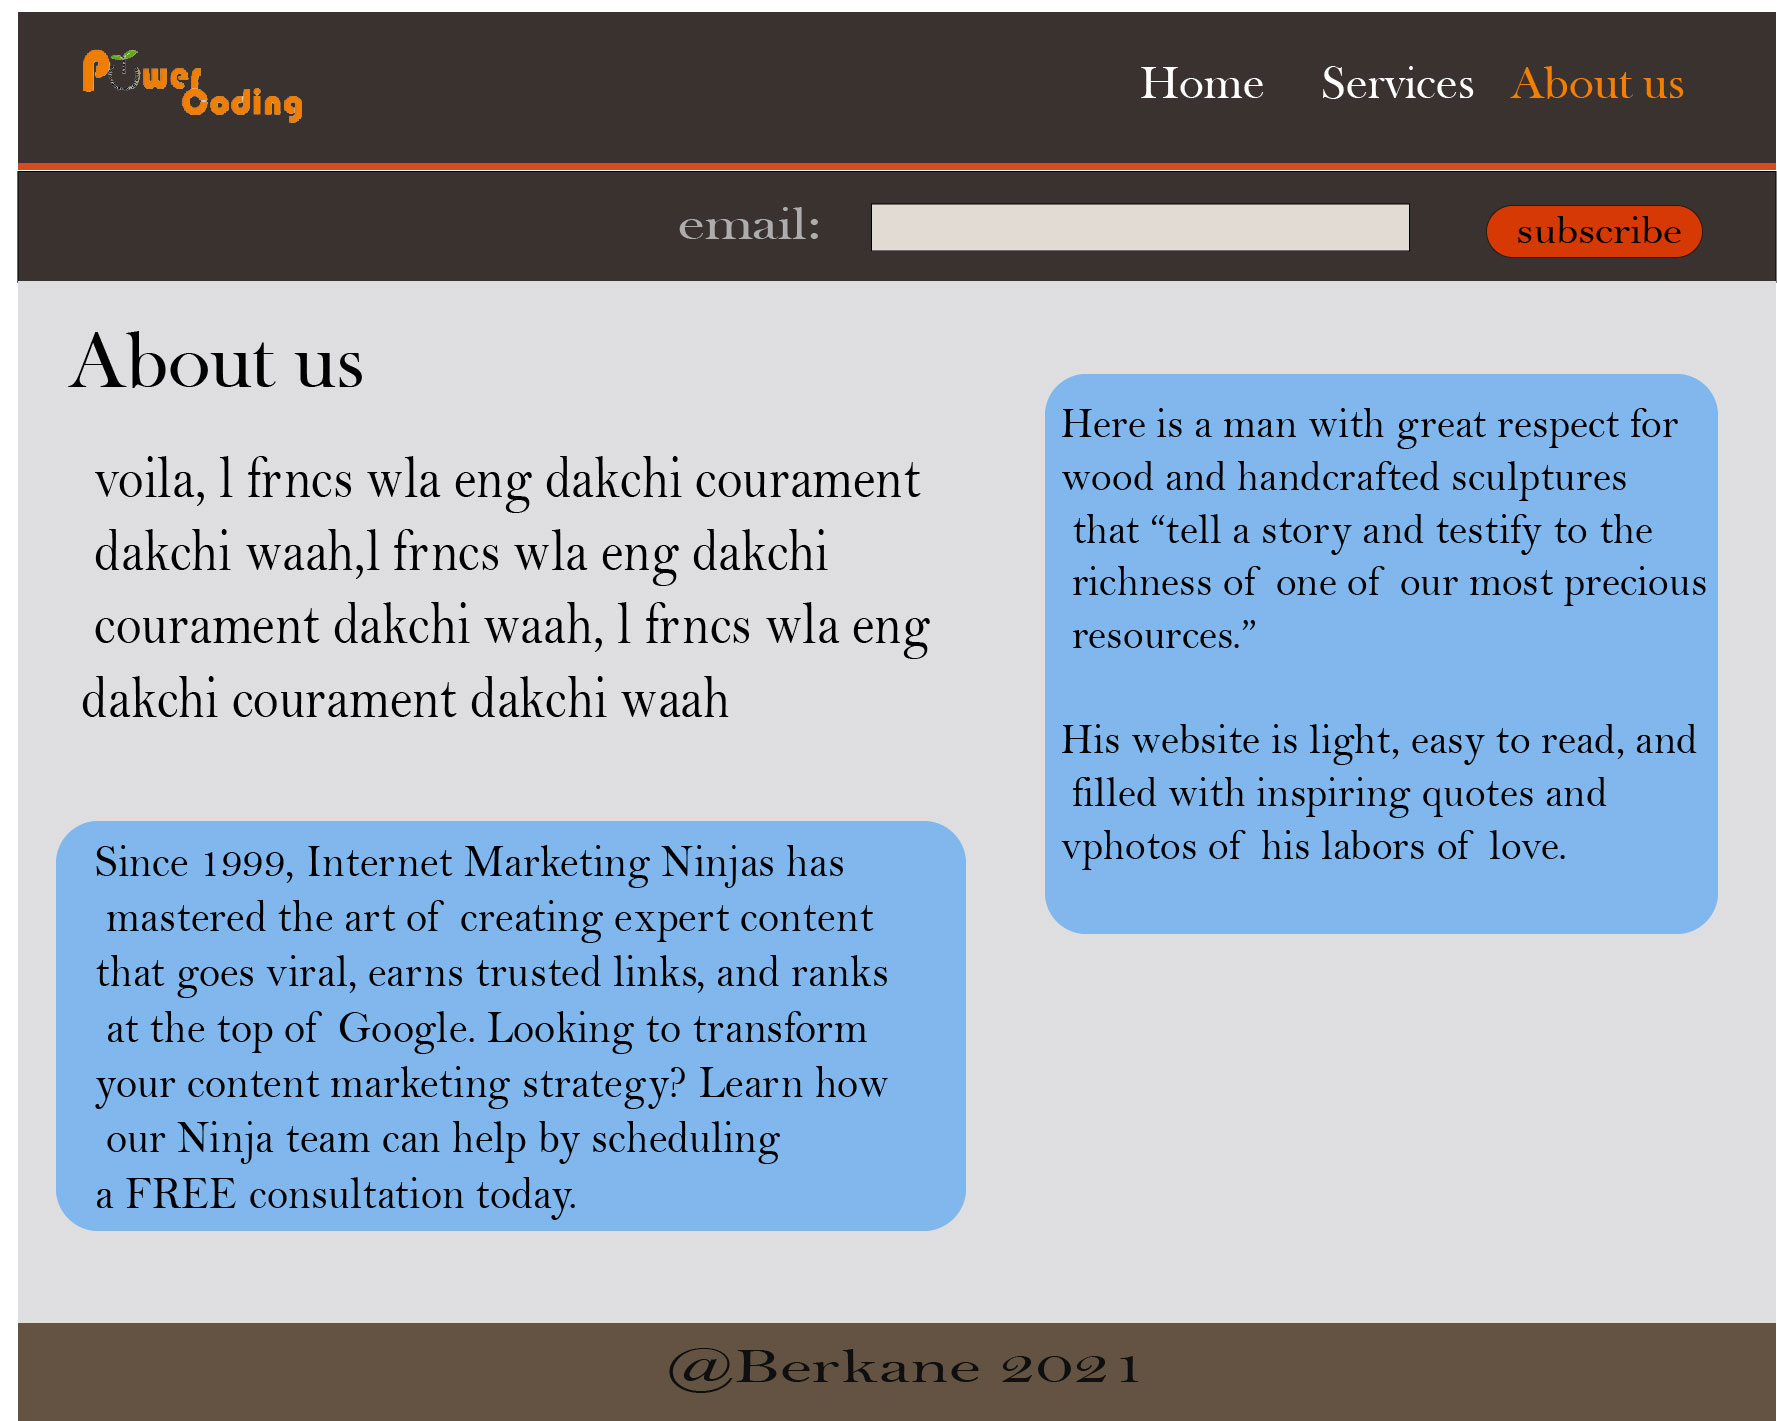 Power
Coding
Home Services About us
email: subscribe
About us
voila, l frncs wla eng dakchi courament
dakchi waah,l frncs wla eng dakchi
courament dakchi waah, l frncs wla eng
dakchi courament dakchi waah
Since 1999, Internet Marketing Ninjas has
mastered the art of creating expert content
that goes viral, earns trusted links, and ranks
at the top of Google. Looking to transform
your content marketing strategy? Learn how
our Ninja team can help by scheduling
a FREE consultation today.
Here is a man with great respect for
wood and handcrafted sculptures
that “tell a story and testify to the
richness of one of our most precious
resources.”
His website is light, easy to read, and
filled with inspiring quotes and
vphotos of his labors of love.
@Berkane 2021